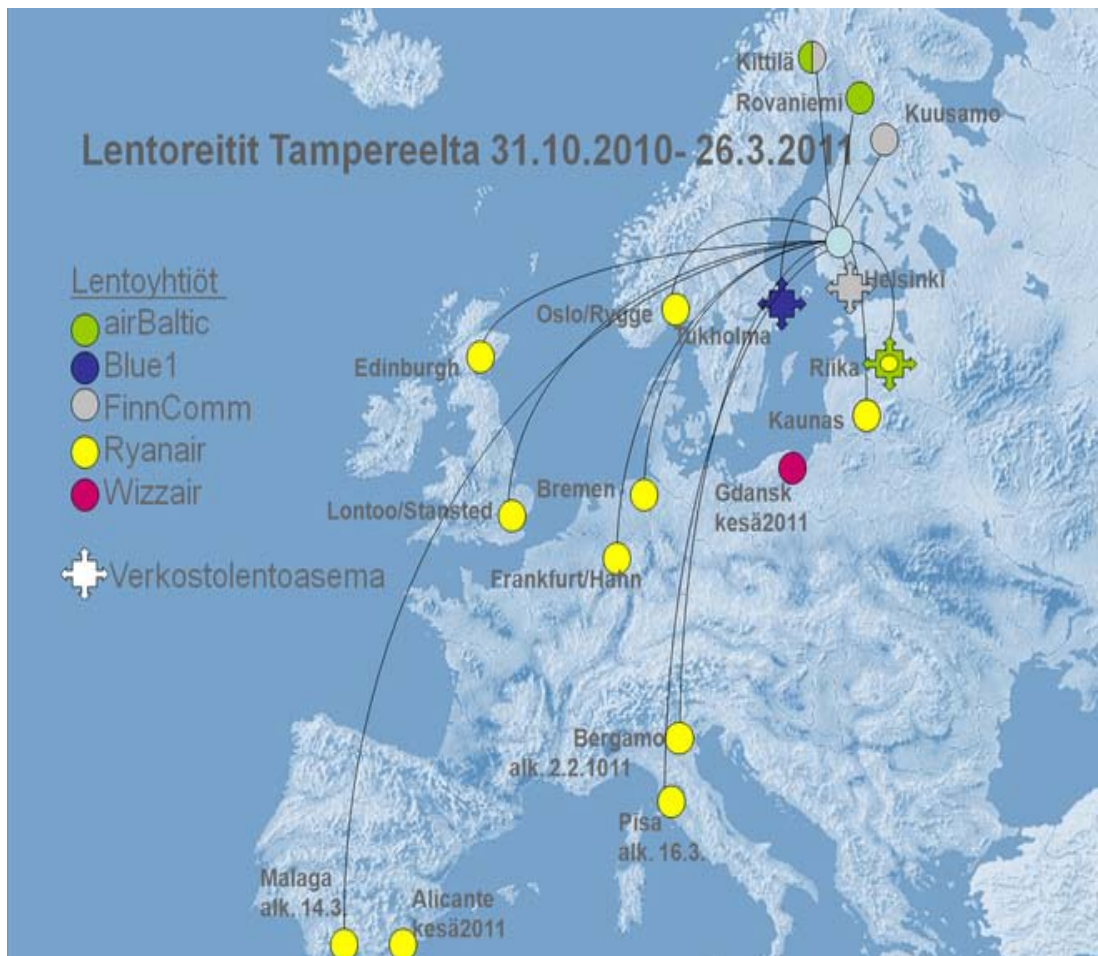 Kittilä
Rovaniemi
Kuusamo
Lentoreitit Tampereelta 31.10.2010- 26.3.2011
Lentoyhtiöt
airBaltic
Blue1
FinnComm
Ryanair
Wizzair
Verkostolentoasema
Helsinki
Oslo/Rygge
Tukholma
Edinburgh
Riika
Kaunas
Bremen
Gdansk
kesä2011
Lontoo/Stansted
Frankfurt/Hahn
Bergamo
alk. 2.2.1011
Pisa
alk. 16.3.
Malaga
alk. 14.3.
Alicante
kesä2011